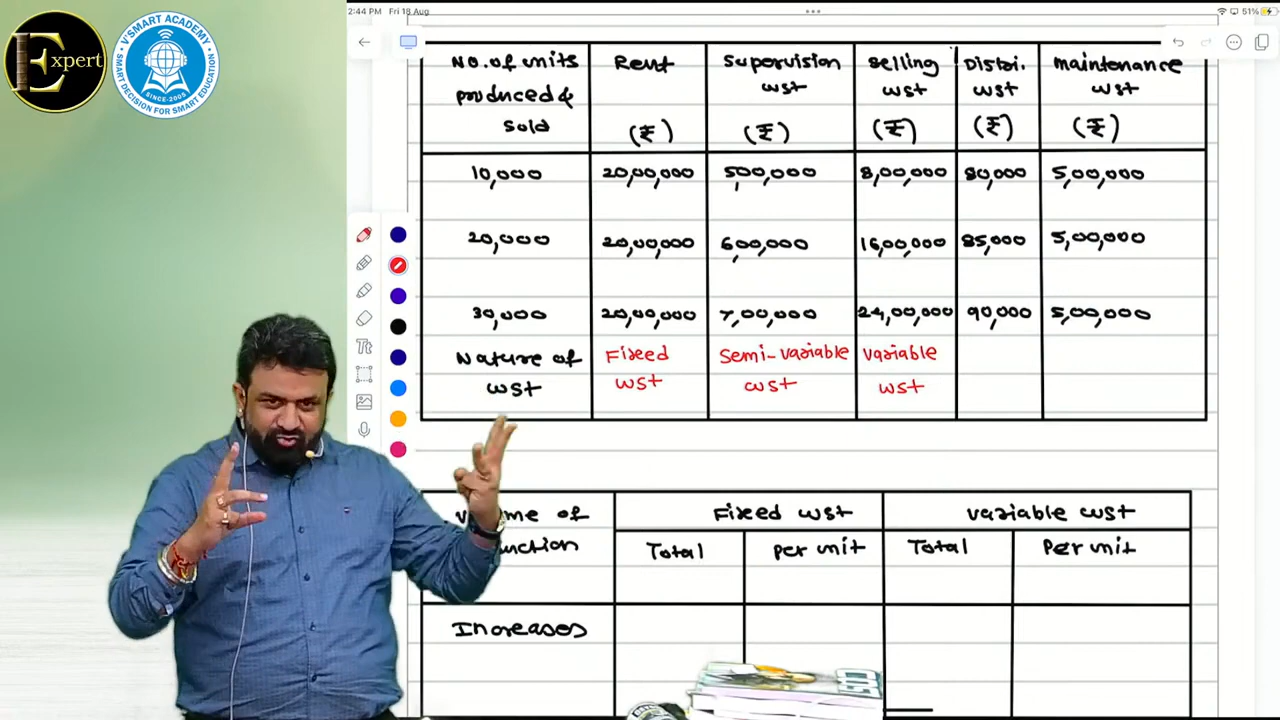 2:44 PM Fri 18 Aug
51%
Expert
V'SMART ACADEMY
SINCE-2005
SMART DECISION FOR SMART EDUCATION
No. of units produced & sold | Rent (₹) | Supervision cost (₹) | Selling cost (₹) | Distri. cost (₹) | maintenance cost (₹)
10,000 | 20,00,000 | 500,000 | 8,00,000 | 80,000 | 5,00,000
20,000 | 20,00,000 | 600,000 | 16,00,000 | 85,000 | 5,00,000
30,000 | 20,00,000 | 7,00,000 | 24,00,000 | 90,000 | 5,00,000
Nature of cost | Fixed cost | Semi-variable cost | variable cost
of | Fixed cost | variable cost
Total | per unit | Total | Per unit
Increases
Tt